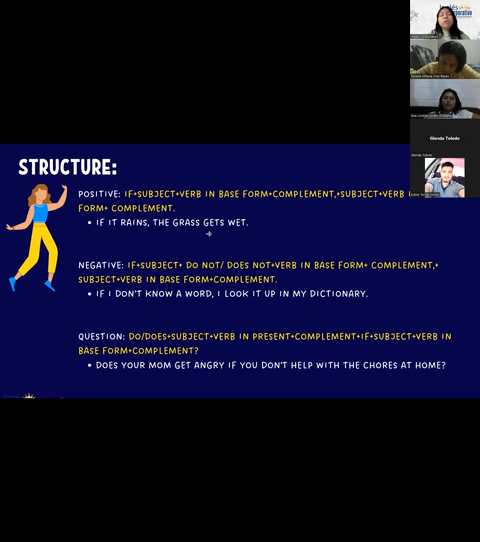 STRUCTURE:
POSITIVE: IF+SUBJECT+VERB IN BASE FORM+COMPLEMENT,+SUBJECT+VERB
FORM+ COMPLEMENT.
• IF IT RAINS, THE GRASS GETS WET.
NEGATIVE: IF+SUBJECT+ DO NOT/ DOES NOT+VERB IN BASE FORM+ COMPLEMENT,+
SUBJECT+VERB IN BASE FORM+COMPLEMENT.
• IF I DON'T KNOW A WORD, I LOOK IT UP IN MY DICTIONARY.
QUESTION: DO/DOES+SUBJECT+VERB IN PRESENT+COMPLEMENT+IF+SUBJECT+VERB IN
BASE FORM+COMPLEMENT?
• DOES YOUR MOM GET ANGRY IF YOU DON'T HELP WITH THE CHORES AT HOME?
Glenda Toledo
Glenda Toledo